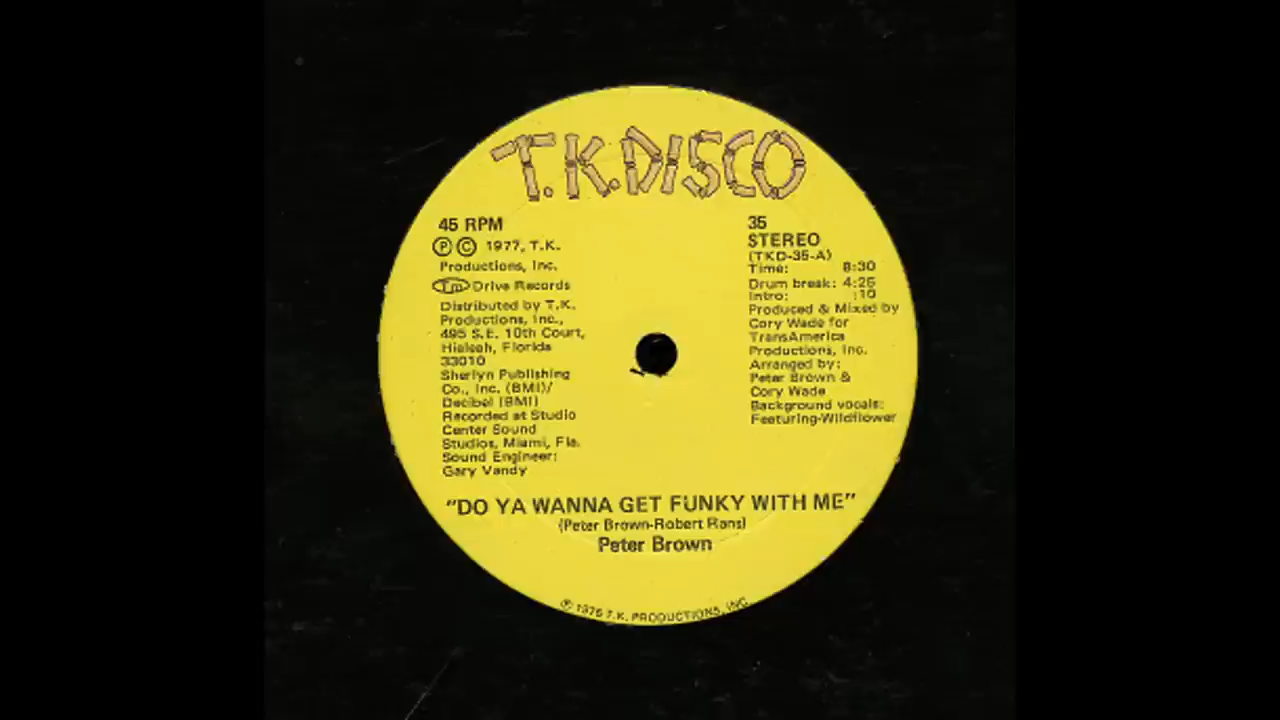 T.K.DISCO
45 RPM
Ⓟ Ⓒ 1977, T.K.
Productions, Inc.
Tm Drive Records
Distributed by T.K.
Productions, Inc.,
495 S.E. 10th Court,
Hialeah, Florida
33010
Sherlyn Publishing
Co., Inc. (BMI)/
Decibel (BMI)
Recorded at Studio
Center Sound
Studios, Miami, Fla.
Sound Engineer:
Gary Vandy
35
STEREO
(TKD-35-A)
Time: 8:30
Drum break: 4:26
Intro: :10
Produced & Mixed by
Cory Wade for
TransAmerica
Productions, Inc.
Arranged by:
Peter Brown &
Cory Wade
Background vocals:
Featuring-Wildflower
"DO YA WANNA GET FUNKY WITH ME"
(Peter Brown-Robert Rans)
Peter Brown
Ⓟ 1976 T.K. PRODUCTIONS, INC.